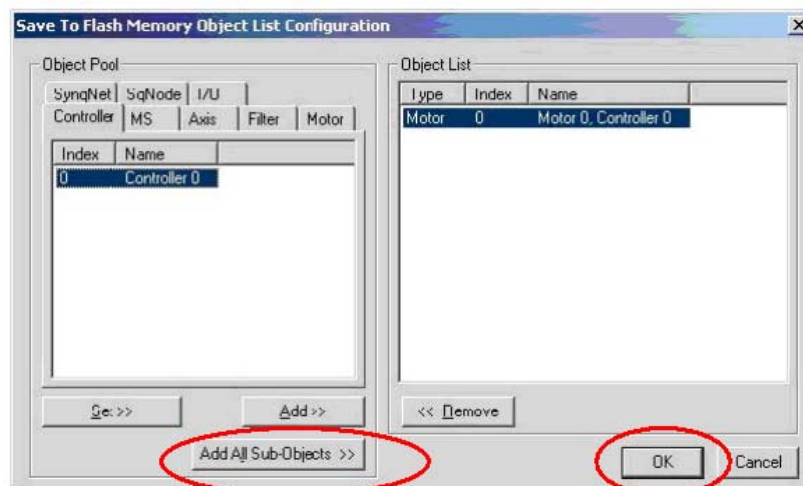 Save To Flash Memory Object List Configuration
Object Pool
SynqNet SqNode I/O
Controller MS Axis Filter Motor
Index Name
0 Controller 0
Set >>
Add >>
Add All Sub-Objects >>
Object List
Type Index Name
Motor 0 Motor 0, Controller 0
<< Remove
OK
Cancel